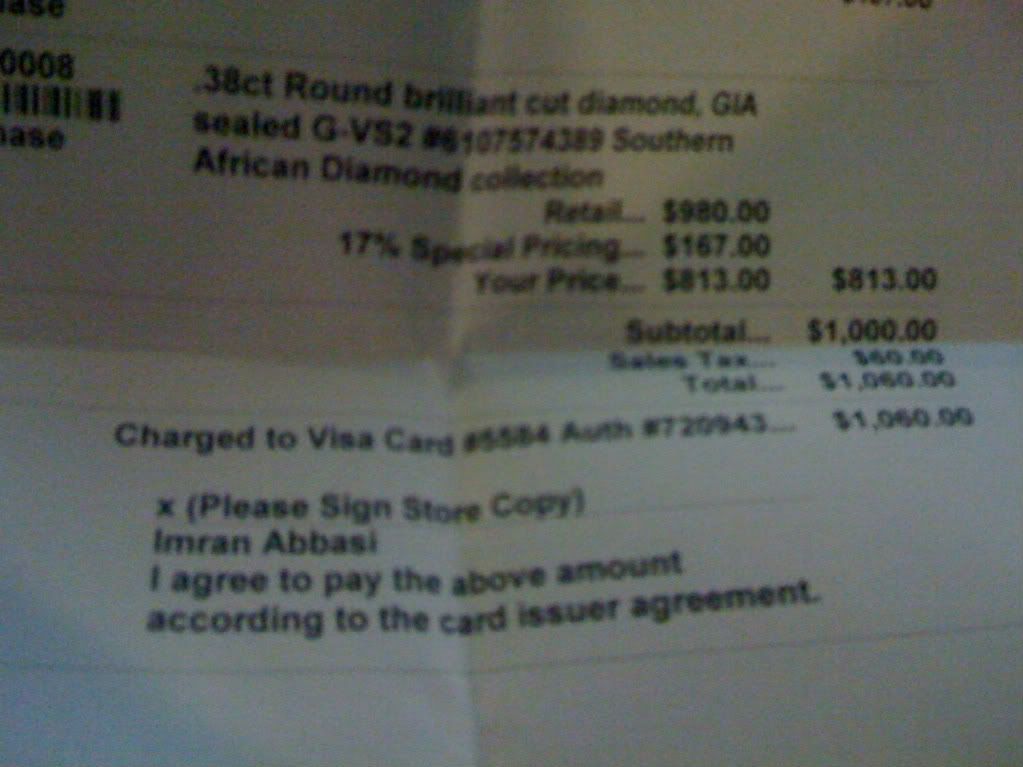 ase
$187.00
0008
ase
.38ct Round brilliant cut diamond, GIA
sealed G-VS2 #6107574389 Southern
African Diamond collection
Retail... $980.00
17% Special Pricing... $167.00
Your Price... $813.00 $813.00
Subtotal... $1,000.00
Sales Tax... $60.00
Total... $1,060.00
Charged to Visa Card #5584 Auth #720943... $1,060.00
x (Please Sign Store Copy)
Imran Abbasi
I agree to pay the above amount
according to the card issuer agreement.